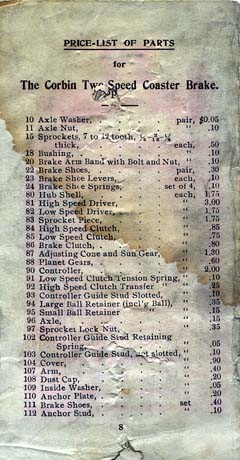 PRICE-LIST OF PARTS
for
The Corbin Two Speed Coaster Brake.
10 Axle Washer, pair, $0.05
11 Axle Nut, " .10
15 Sprockets, 7 to 12 tooth,
thick, each, .50
18 Bushing, " .10
20 Brake Arm Band with Bolt and Nut, " .10
22 Brake Shoes, pair, .30
23 Brake Shoe Levers, each, .10
24 Brake Shoe Springs, set of 4, .10
80 Hub Shell, each, 1.75
81 High Speed Driver, " 3.00
82 Low Speed Driver, " 1.75
83 Sprocket Piece, " 1.75
84 High Speed Clutch, " .85
85 Low Speed Clutch, " .75
86 Brake Clutch, " .80
87 Adjusting Cone and Sun Gear, " 1.30
88 Planet Gears, " .30
90 Controller, " 2.00
91 Low Speed Clutch Tension Spring, " .10
92 High Speed Clutch Transfer " .25
93 Controller Guide Stud Slotted, " .10
94 Large Ball Retainer (incl'g Ball), " .35
95 Small Ball Retainer " .15
96 Axle, " .15
97 Sprocket Lock Nut, " .35
102 Controller Guide Stud Retaining
Spring, " .05
103 Controller Guide Stud, not slotted, " .10
104 Cover, " .90
107 Arm, " .40
108 Dust Cap, " .20
109 Inside Washer, " .05
110 Anchor Plate, " .20
111 Brake Shoes, set .40
112 Anchor Stud, " .10
8